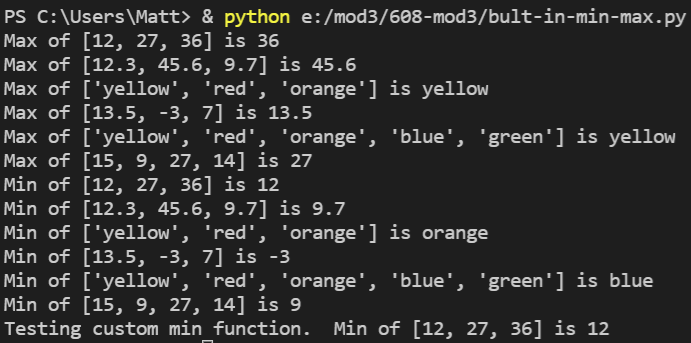 PS C:\Users\Matt> & python e:/mod3/608-mod3/bult-in-min-max.py
Max of [12, 27, 36] is 36
Max of [12.3, 45.6, 9.7] is 45.6
Max of ['yellow', 'red', 'orange'] is yellow
Max of [13.5, -3, 7] is 13.5
Max of ['yellow', 'red', 'orange', 'blue', 'green'] is yellow
Max of [15, 9, 27, 14] is 27
Min of [12, 27, 36] is 12
Min of [12.3, 45.6, 9.7] is 9.7
Min of ['yellow', 'red', 'orange'] is orange
Min of [13.5, -3, 7] is -3
Min of ['yellow', 'red', 'orange', 'blue', 'green'] is blue
Min of [15, 9, 27, 14] is 9
Testing custom min function.  Min of [12, 27, 36] is 12